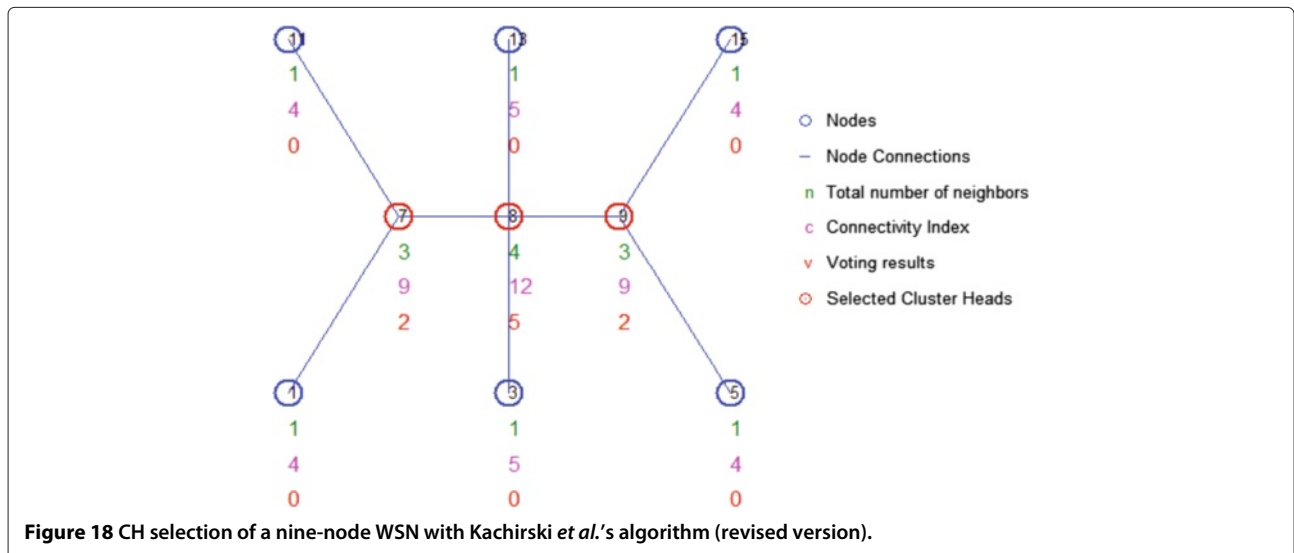 11 13 15
1 1 1
4 5 4
0 0 0
Nodes
Node Connections
n Total number of neighbors
c Connectivity Index
v Voting results
Selected Cluster Heads
7 8 9
3 4 3
9 12 9
2 5 2
1 3 5
1 1 1
4 5 4
0 0 0
Figure 18 CH selection of a nine-node WSN with Kachirski et al.'s algorithm (revised version).